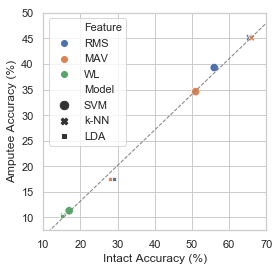 50
45
40
35
30
25
20
15
10
Amputee Accuracy (%)
Feature
RMS
MAV
WL
Model
SVM
k-NN
LDA
10 20 30 40 50 60 70
Intact Accuracy (%)